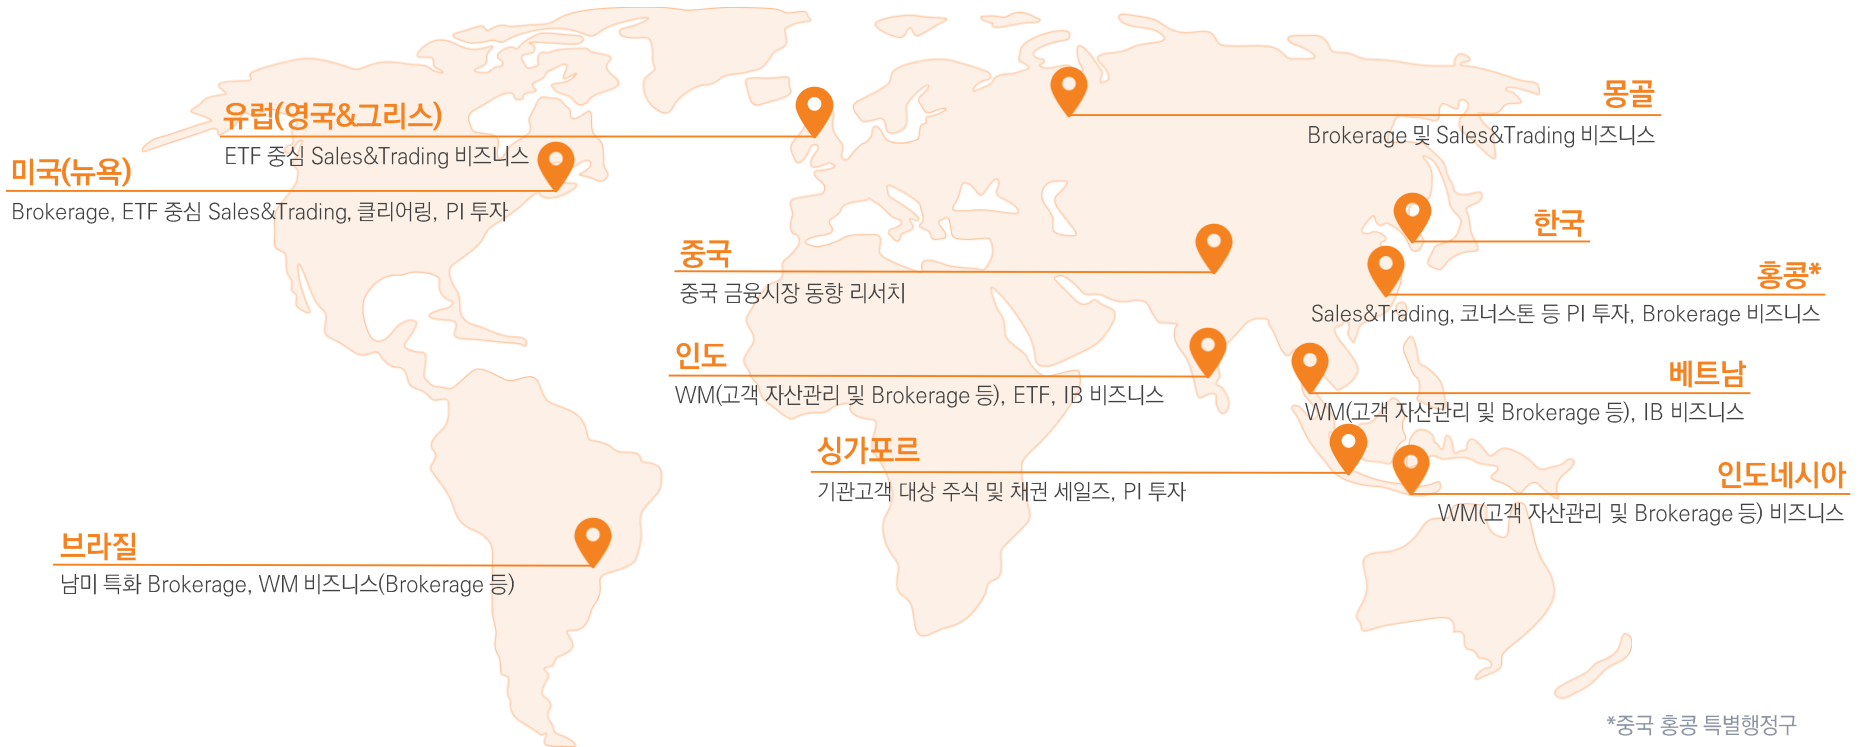 유럽(영국&그리스)
ETF 중심 Sales&Trading 비즈니스
미국(뉴욕)
Brokerage, ETF 중심 Sales&Trading, 클리어링, PI 투자
몽골
Brokerage 및 Sales&Trading 비즈니스
한국
중국
중국 금융시장 동향 리서치
홍콩*
Sales&Trading, 코너스톤 등 PI 투자, Brokerage 비즈니스
인도
WM(고객 자산관리 및 Brokerage 등), ETF, IB 비즈니스
베트남
WM(고객 자산관리 및 Brokerage 등), IB 비즈니스
싱가포르
기관고객 대상 주식 및 채권 세일즈, PI 투자
인도네시아
WM(고객 자산관리 및 Brokerage 등) 비즈니스
브라질
남미 특화 Brokerage, WM 비즈니스(Brokerage 등)
*중국 홍콩 특별행정구